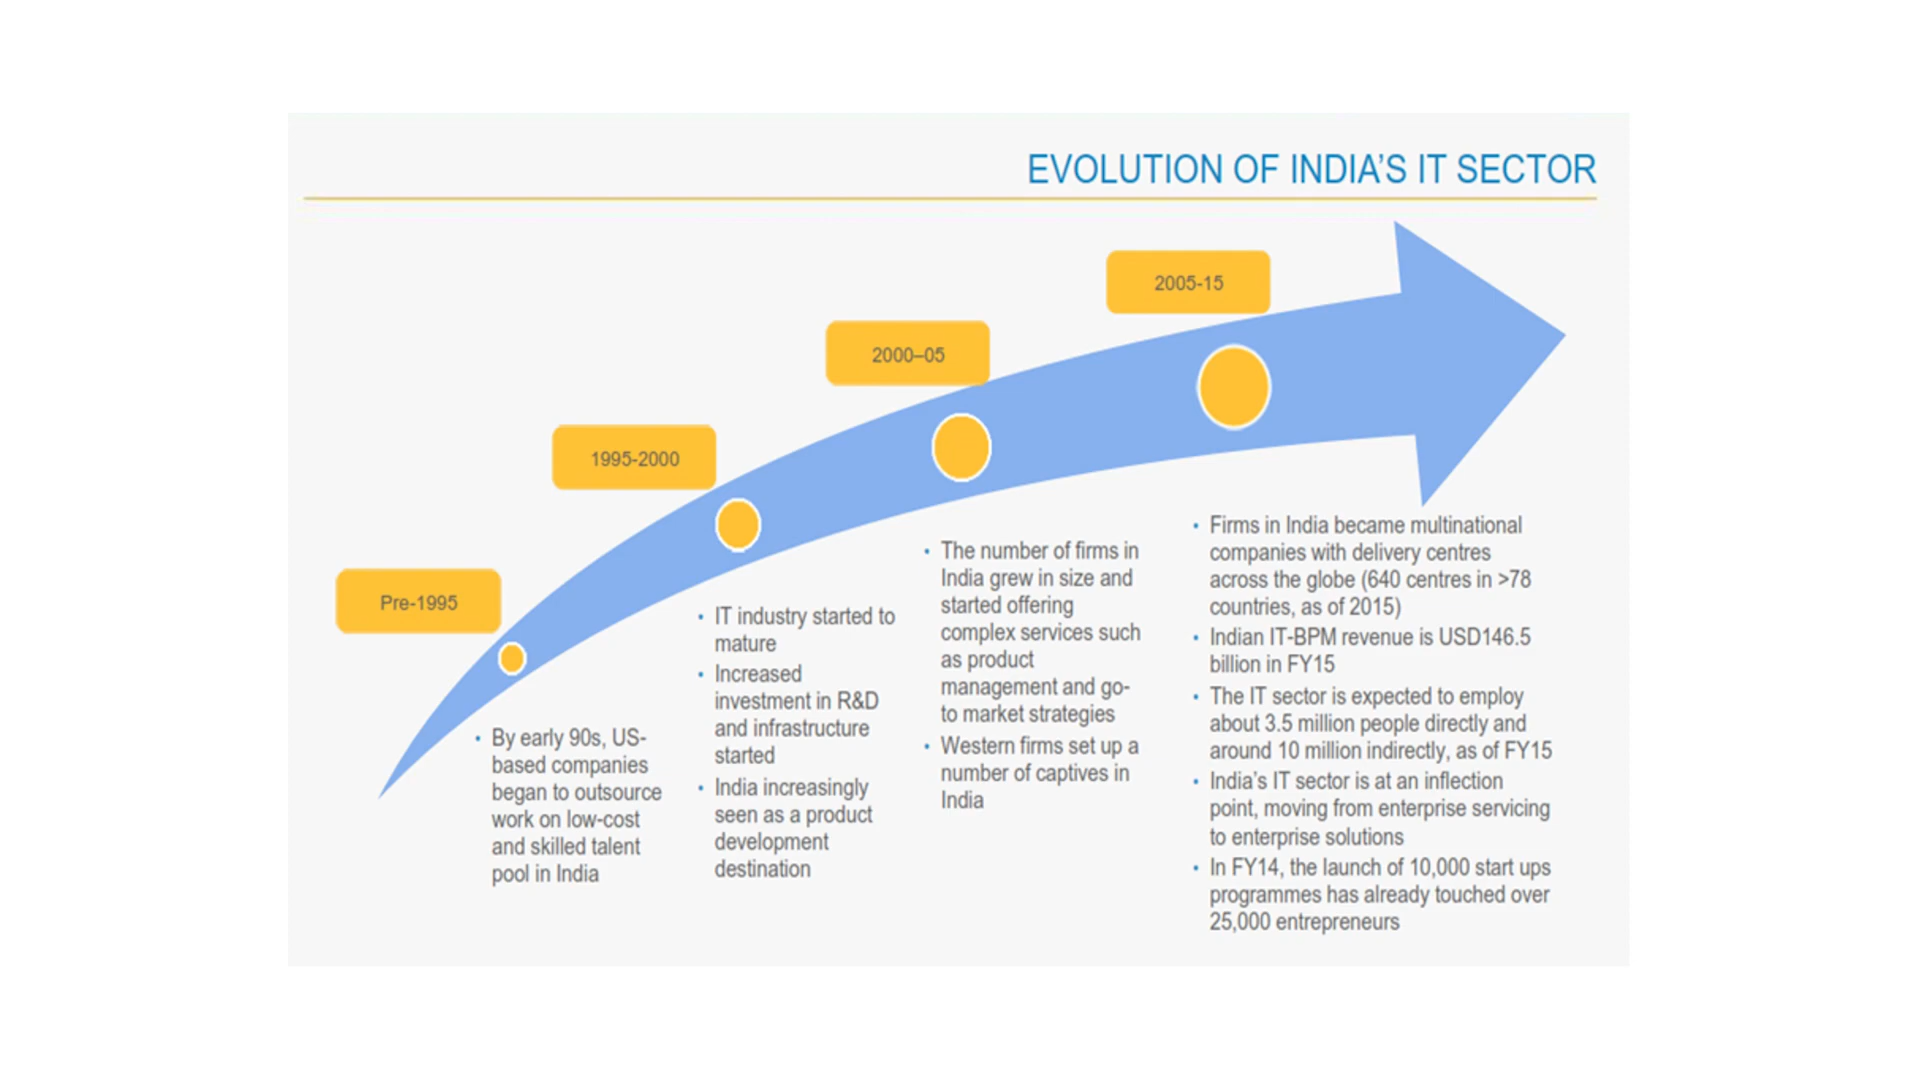 EVOLUTION OF INDIA'S IT SECTOR
Pre-1995
• By early 90s, US-
based companies
began to outsource
work on low-cost
and skilled talent
pool in India
1995-2000
• IT industry started to
mature
• Increased
investment in R&D
and infrastructure
started
• India increasingly
seen as a product
development
destination
2000–05
• The number of firms in
India grew in size and
started offering
complex services such
as product
management and go-
to market strategies
• Western firms set up a
number of captives in
India
2005-15
• Firms in India became multinational
companies with delivery centres
across the globe (640 centres in >78
countries, as of 2015)
• Indian IT-BPM revenue is USD146.5
billion in FY15
• The IT sector is expected to employ
about 3.5 million people directly and
around 10 million indirectly, as of FY15
• India's IT sector is at an inflection
point, moving from enterprise servicing
to enterprise solutions
• In FY14, the launch of 10,000 start ups
programmes has already touched over
25,000 entrepreneurs